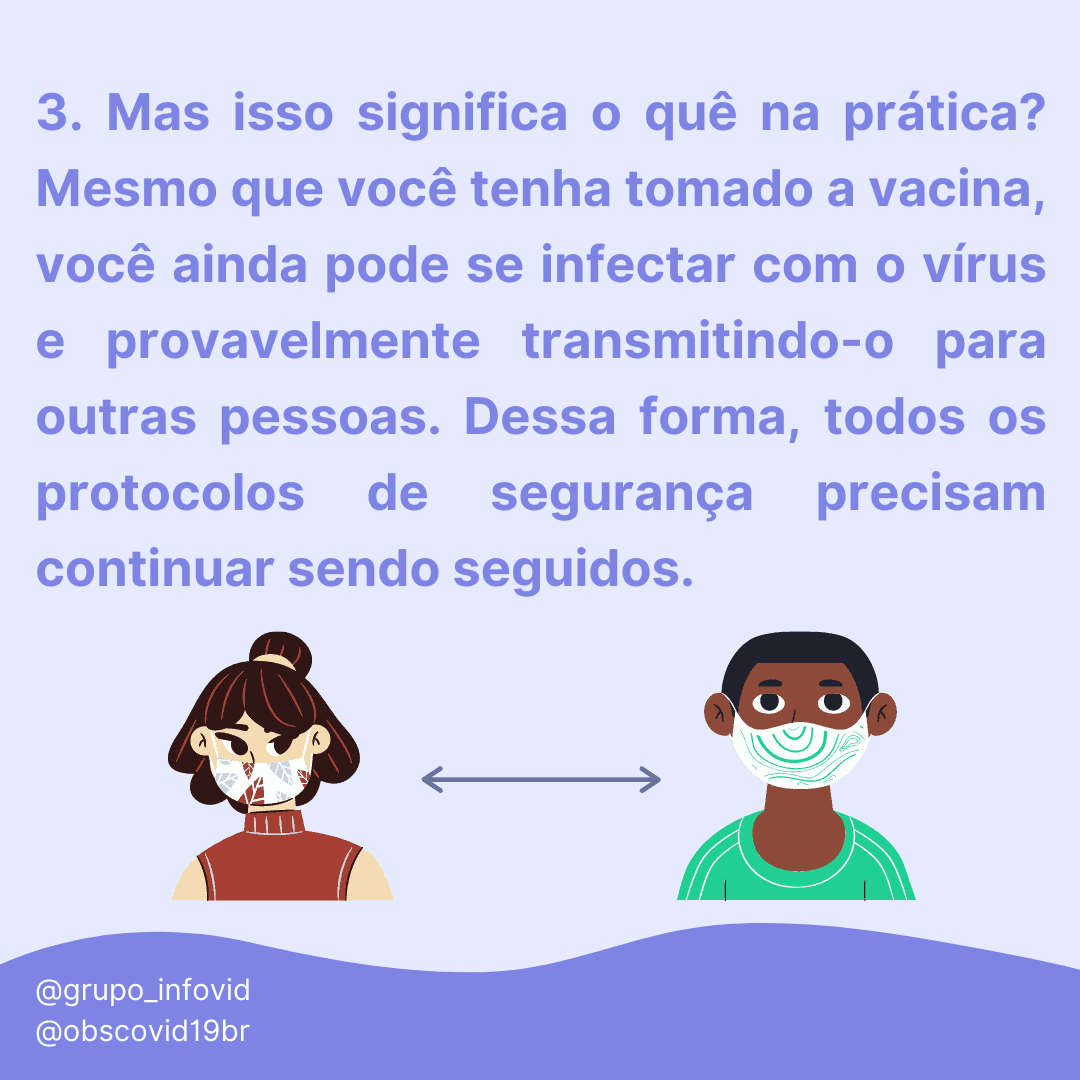 3. Mas isso significa o quê na prática?
Mesmo que você tenha tomado a vacina,
você ainda pode se infectar com o vírus
e provavelmente transmitindo-o para
outras pessoas. Dessa forma, todos os
protocolos de segurança precisam
continuar sendo seguidos.
@grupo_infovid
@obscovid19br